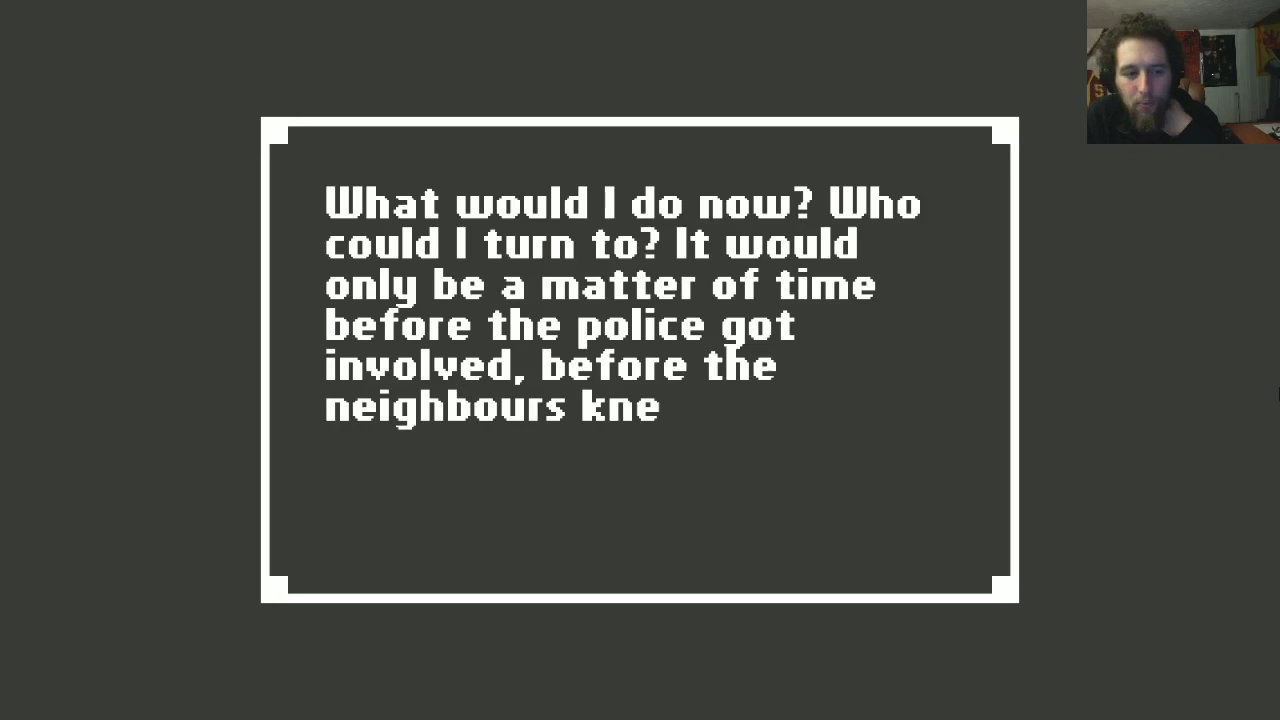 What would I do now? Who
could I turn to? It would
only be a matter of time
before the police got
involved, before the
neighbours kne